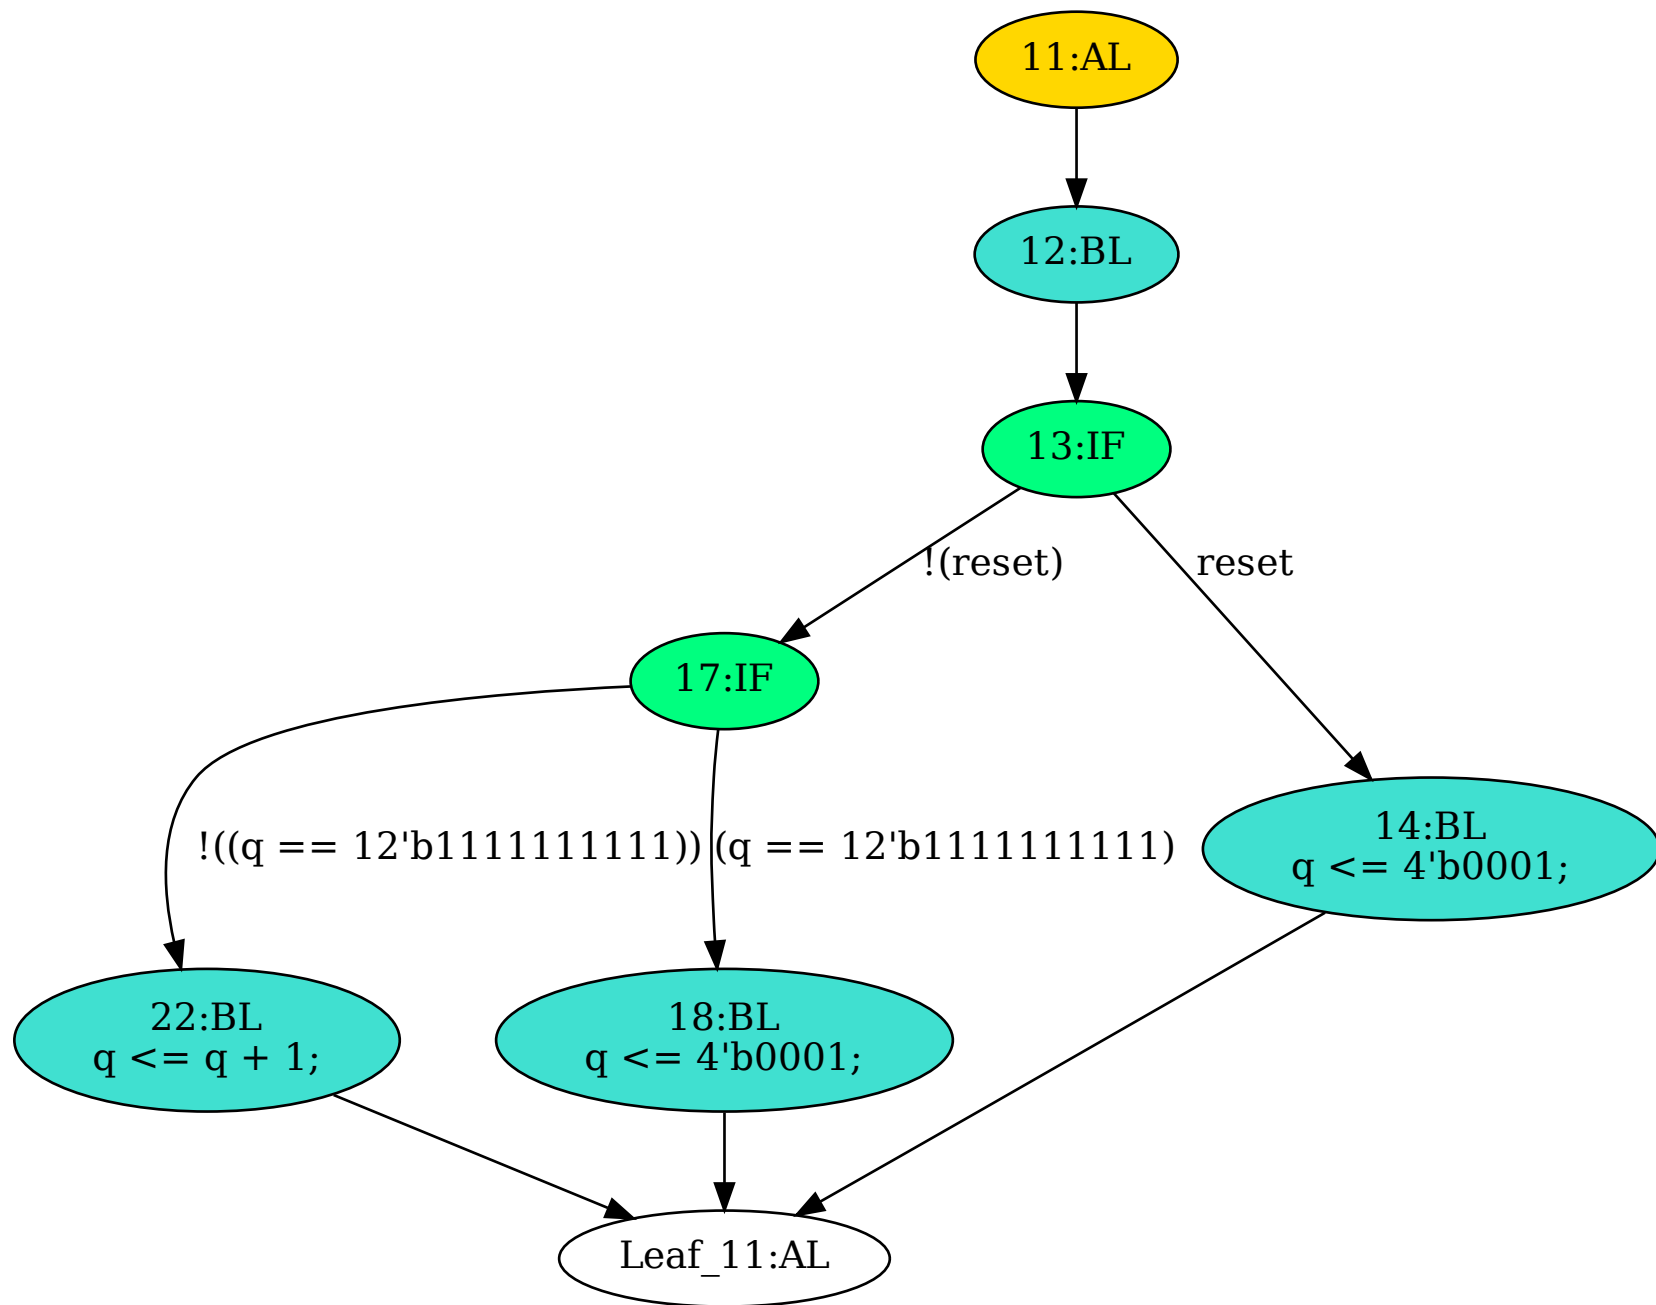 11:AL
12:BL
13:IF
!(reset)
reset
17:IF
!((q == 12'b1111111111))
(q == 12'b1111111111)
14:BL
q <= 4'b0001;
22:BL
q <= q + 1;
18:BL
q <= 4'b0001;
Leaf_11:AL